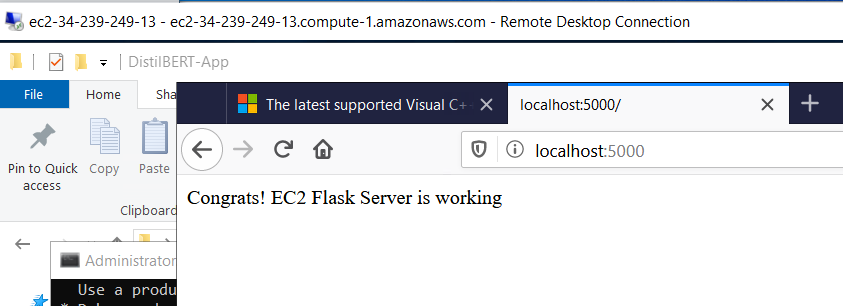 ec2-34-239-249-13 - ec2-34-239-249-13.compute-1.amazonaws.com - Remote Desktop Connection
DistilBERT-App
File Home Sha
The latest supported Visual C+
localhost:5000/
localhost:5000
Pin to Quick access
Copy
Paste
Clipboard
Congrats! EC2 Flask Server is working
Administrator
Use a produ